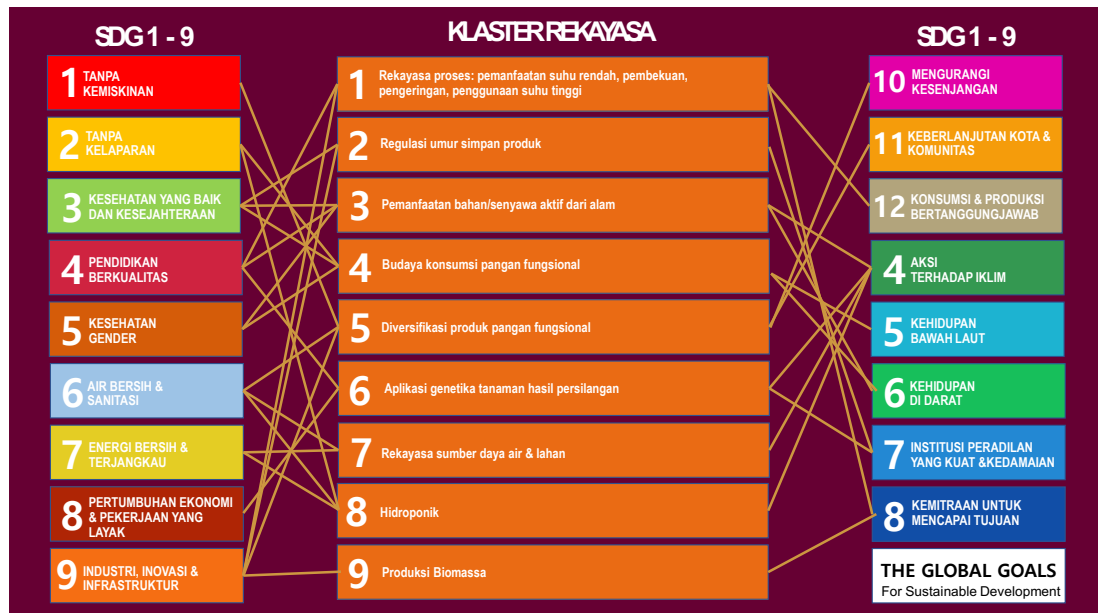 SDG 1 - 9
1 TANPA
KEMISKINAN
2 TANPA
KELAPARAN
3 KESEHATAN YANG BAIK
DAN KESEJAHTERAAN
4 PENDIDIKAN
BERKUALITAS
5 KESEHATAN
GENDER
6 AIR BERSIH &
SANITASI
7 ENERGI BERSIH &
TERJANGKAU
8 PERTUMBUHAN EKONOMI
& PEKERJAAN YANG
LAYAK
9 INDUSTRI, INOVASI &
INFRASTRUKTUR
KLASTER REKAYASA
1 Rekayasa proses: pemanfaatan suhu rendah, pembekuan,
pengeringan, penggunaan suhu tinggi
2 Regulasi umur simpan produk
3 Pemanfaatan bahan/senyawa aktif dari alam
4 Budaya konsumsi pangan fungsional
5 Diversifikasi produk pangan fungsional
6 Aplikasi genetika tanaman hasil persilangan
7 Rekayasa sumber daya air & lahan
8 Hidroponik
9 Produksi Biomassa
SDG 1 - 9
10 MENGURANGI
KESENJANGAN
11 KEBERLANJUTAN KOTA &
KOMUNITAS
12 KONSUMSI & PRODUKSI
BERTANGGUNGJAWAB
4 AKSI
TERHADAP IKLIM
5 KEHIDUPAN
BAWAH LAUT
6 KEHIDUPAN
DI DARAT
7 INSTITUSI PERADILAN
YANG KUAT &KEDAMAIAN
8 KEMITRAAN UNTUK
MENCAPAI TUJUAN
THE GLOBAL GOALS
For Sustainable Development